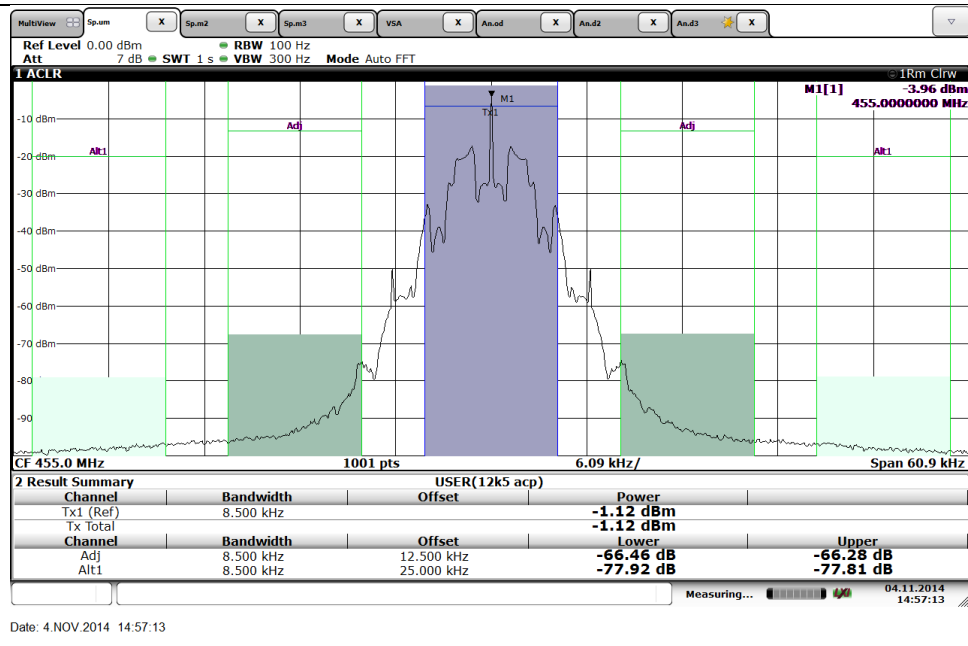 MultiView Sp.um X Sp.m2 X Sp.m3 X VSA X An.od X An.d2 X An.d3 X
Ref Level 0.00 dBm RBW 100 Hz
Att 7 dB SWT 1 s VBW 300 Hz Mode Auto FFT
1 ACLR 1Rm Clrw
M1[1] -3.96 dBm
455.0000000 MHz
M1
Tx1
-10 dBm
Adj Adj
Alt1 Alt1
-20 dBm
-30 dBm
-40 dBm
-50 dBm
-60 dBm
-70 dBm
-80
-90
CF 455.0 MHz 1001 pts 6.09 kHz/ Span 60.9 kHz
2 Result Summary USER(12k5 acp)
Channel Bandwidth Offset Power
Tx1 (Ref) 8.500 kHz -1.12 dBm
Tx Total -1.12 dBm
Channel Bandwidth Offset Lower Upper
Adj 8.500 kHz 12.500 kHz -66.46 dB -66.28 dB
Alt1 8.500 kHz 25.000 kHz -77.92 dB -77.81 dB
Measuring... LXI 04.11.2014
14:57:13
Date: 4.NOV.2014 14:57:13